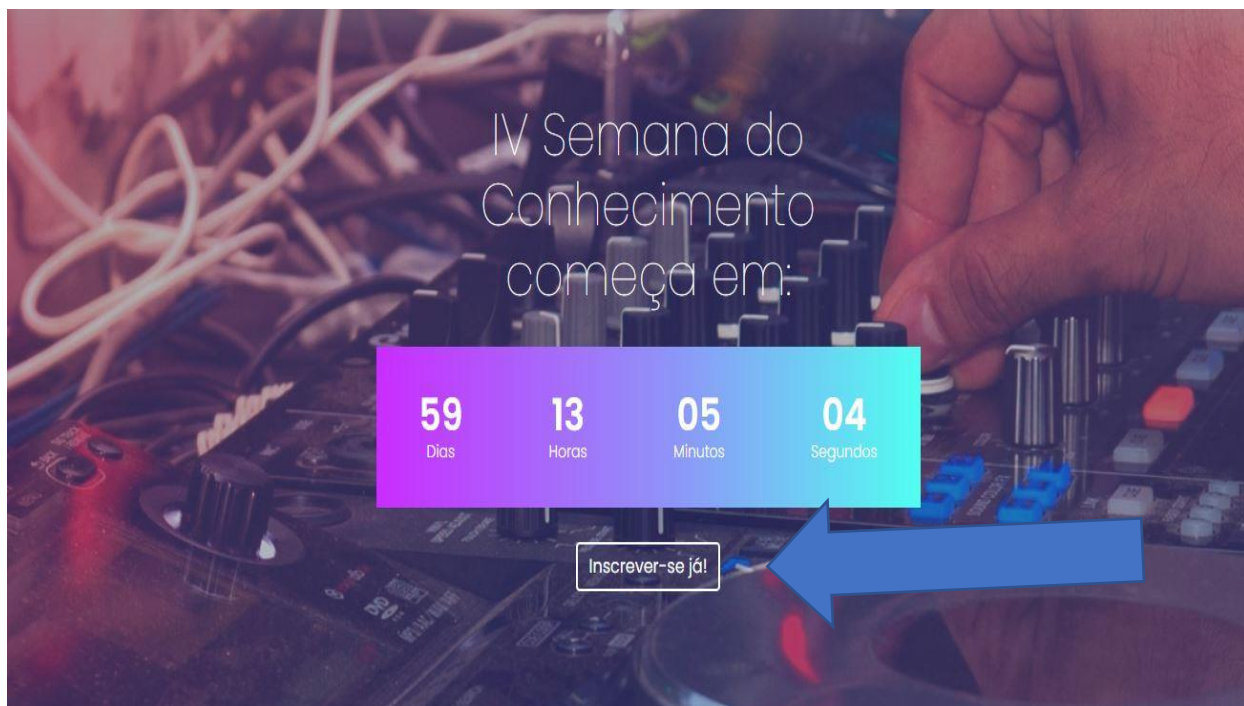 IV Semana do
Conhecimento
começa em:
59 13 05 04
Dias Horas Minutos Segundos
Inscrever-se já!